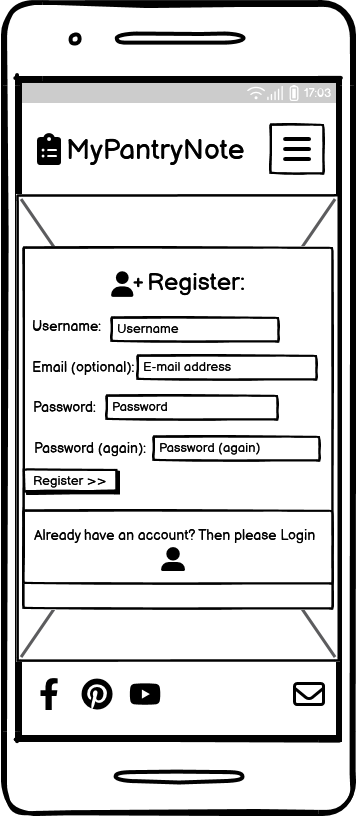 17:03
MyPantryNote
Register:
Username: Username
Email (optional): E-mail address
Password: Password
Password (again): Password (again)
Register >>
Already have an account? Then please Login